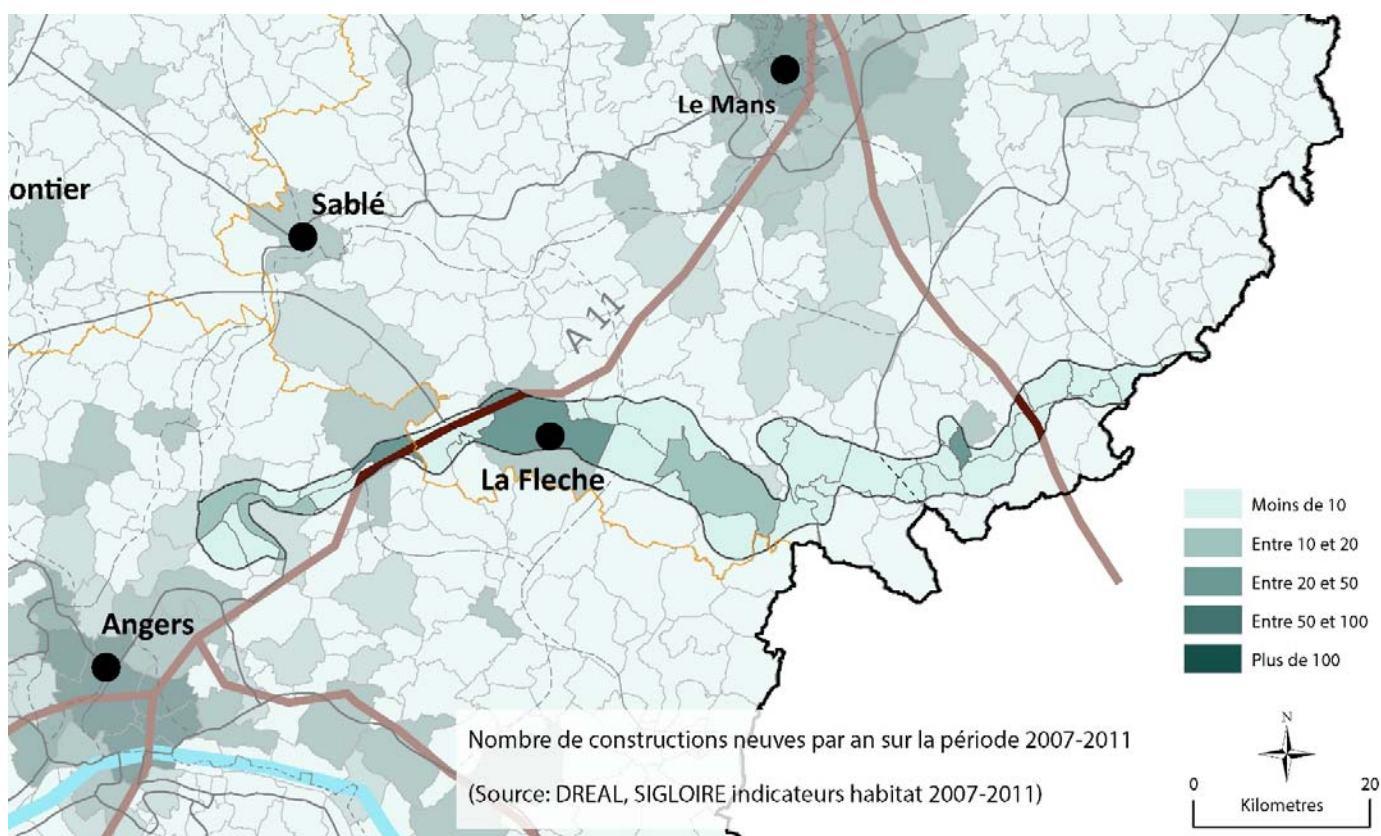 Le Mans
ontier
Sablé
A 11
La Fleche
Angers
Moins de 10
Entre 10 et 20
Entre 20 et 50
Entre 50 et 100
Plus de 100
Nombre de constructions neuves par an sur la période 2007-2011
(Source: DREAL, SIGLOIRE indicateurs habitat 2007-2011)
N
0 20
Kilometres